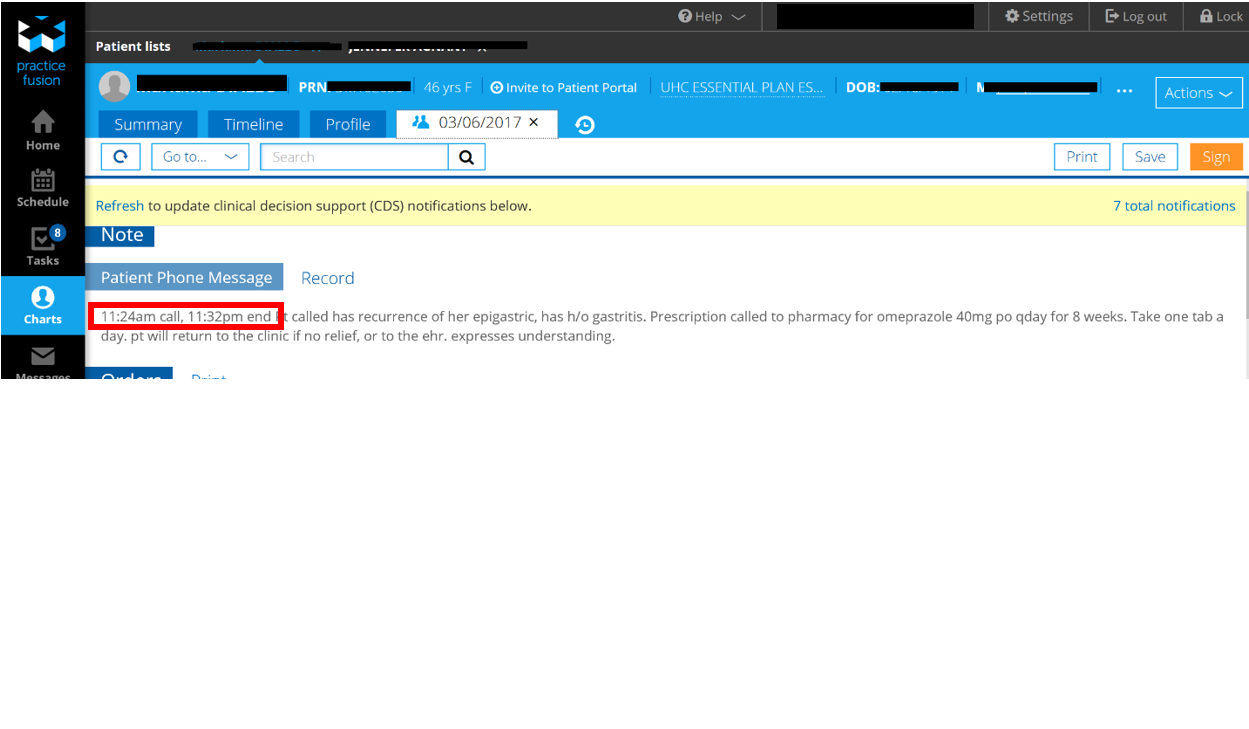 Help
Settings
Log out
Lock
practice
fusion
Patient lists
PRN:
46 yrs F
Invite to Patient Portal
UHC ESSENTIAL PLAN ES...
DOB:
M
...
Actions
Summary
Timeline
Profile
03/06/2017 ×
Home
Go to...
Search
Print
Save
Sign
Schedule
Refresh to update clinical decision support (CDS) notifications below.
7 total notifications
8
Tasks
Note
Patient Phone Message
Record
Charts
11:24am call, 11:32pm end Pt called has recurrence of her epigastric, has h/o gastritis. Prescription called to pharmacy for omeprazole 40mg po qday for 8 weeks. Take one tab a
day. pt will return to the clinic if no relief, or to the ehr. expresses understanding.
Messages
Orders
Print